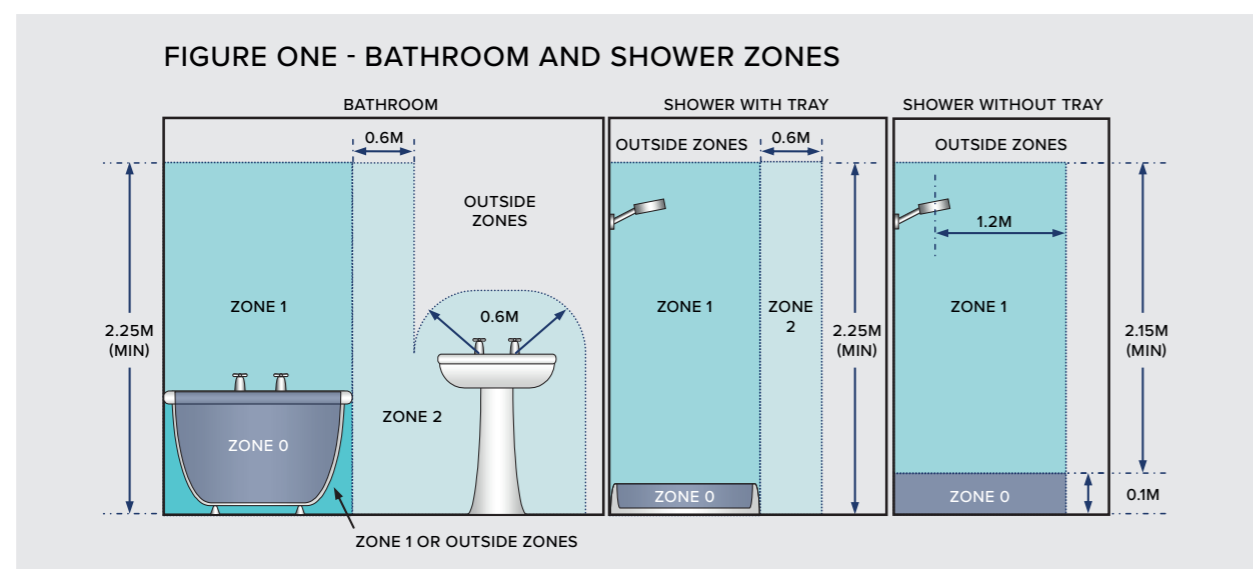 FIGURE ONE - BATHROOM AND SHOWER ZONES
BATHROOM
0.6M
2.25M
(MIN)
ZONE 1
OUTSIDE
ZONES
0.6M
ZONE 2
ZONE 0
ZONE 1 OR OUTSIDE ZONES
SHOWER WITH TRAY
OUTSIDE ZONES
0.6M
ZONE 1
ZONE
2
2.25M
(MIN)
ZONE 0
SHOWER WITHOUT TRAY
OUTSIDE ZONES
1.2M
ZONE 1
2.15M
(MIN)
ZONE 0
0.1M